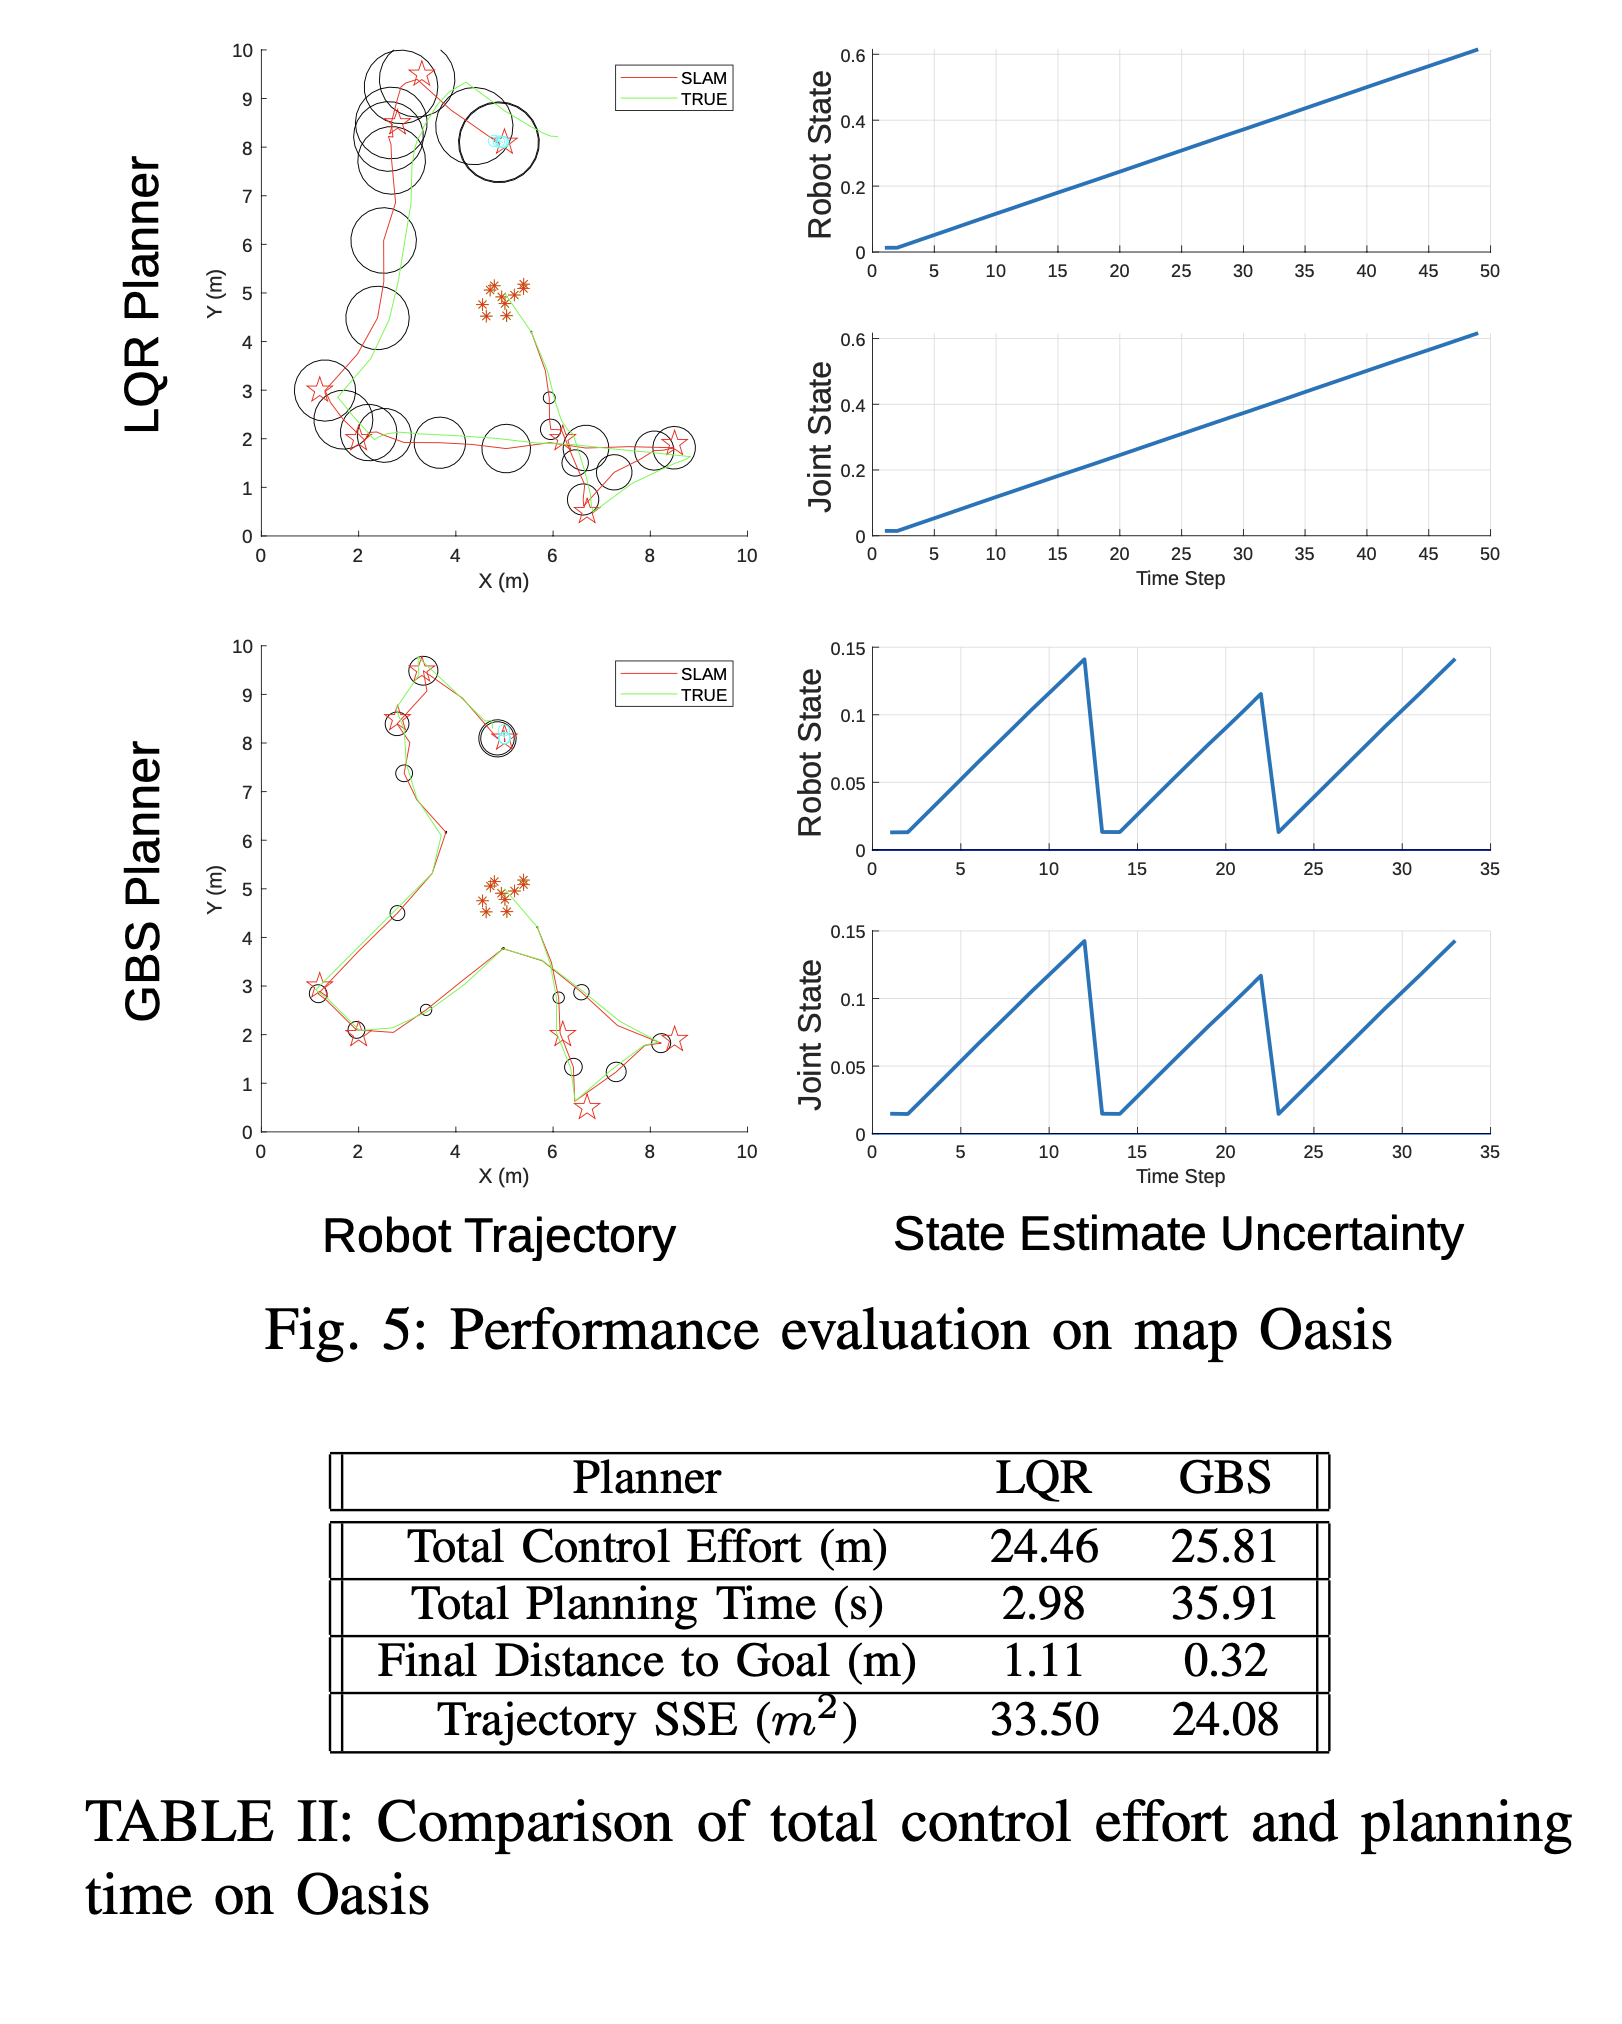 LQR Planner
10
9
8
7
6
5
4
3
2
1
0
Y (m)
0 2 4 6 8 10
X (m)
SLAM
TRUE
Robot State
0.6
0.4
0.2
0
0 5 10 15 20 25 30 35 40 45 50
Joint State
0.6
0.4
0.2
0
0 5 10 15 20 25 30 35 40 45 50
Time Step
GBS Planner
10
9
8
7
6
5
4
3
2
1
0
Y (m)
0 2 4 6 8 10
X (m)
SLAM
TRUE
Robot State
0.15
0.1
0.05
0
0 5 10 15 20 25 30 35
Joint State
0.15
0.1
0.05
0
0 5 10 15 20 25 30 35
Time Step
Robot Trajectory
State Estimate Uncertainty
Fig. 5: Performance evaluation on map Oasis
Planner LQR GBS
Total Control Effort (m) 24.46 25.81
Total Planning Time (s) 2.98 35.91
Final Distance to Goal (m) 1.11 0.32
Trajectory SSE (m²) 33.50 24.08
TABLE II: Comparison of total control effort and planning
time on Oasis